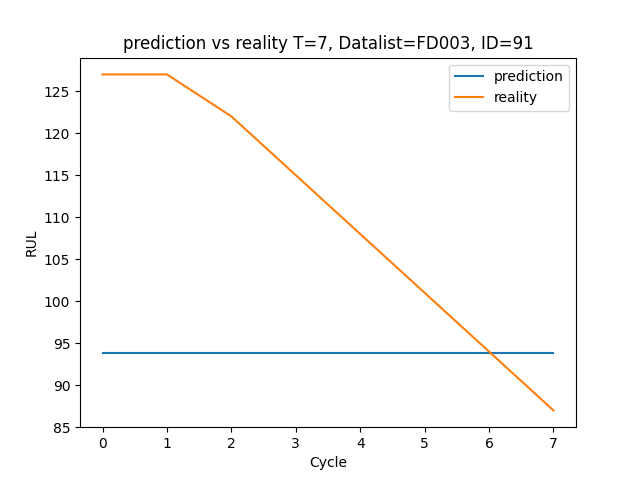 prediction vs reality T=7, Datalist=FD003, ID=91
prediction
reality
RUL
125
120
115
110
105
100
95
90
85
0 1 2 3 4 5 6 7
Cycle